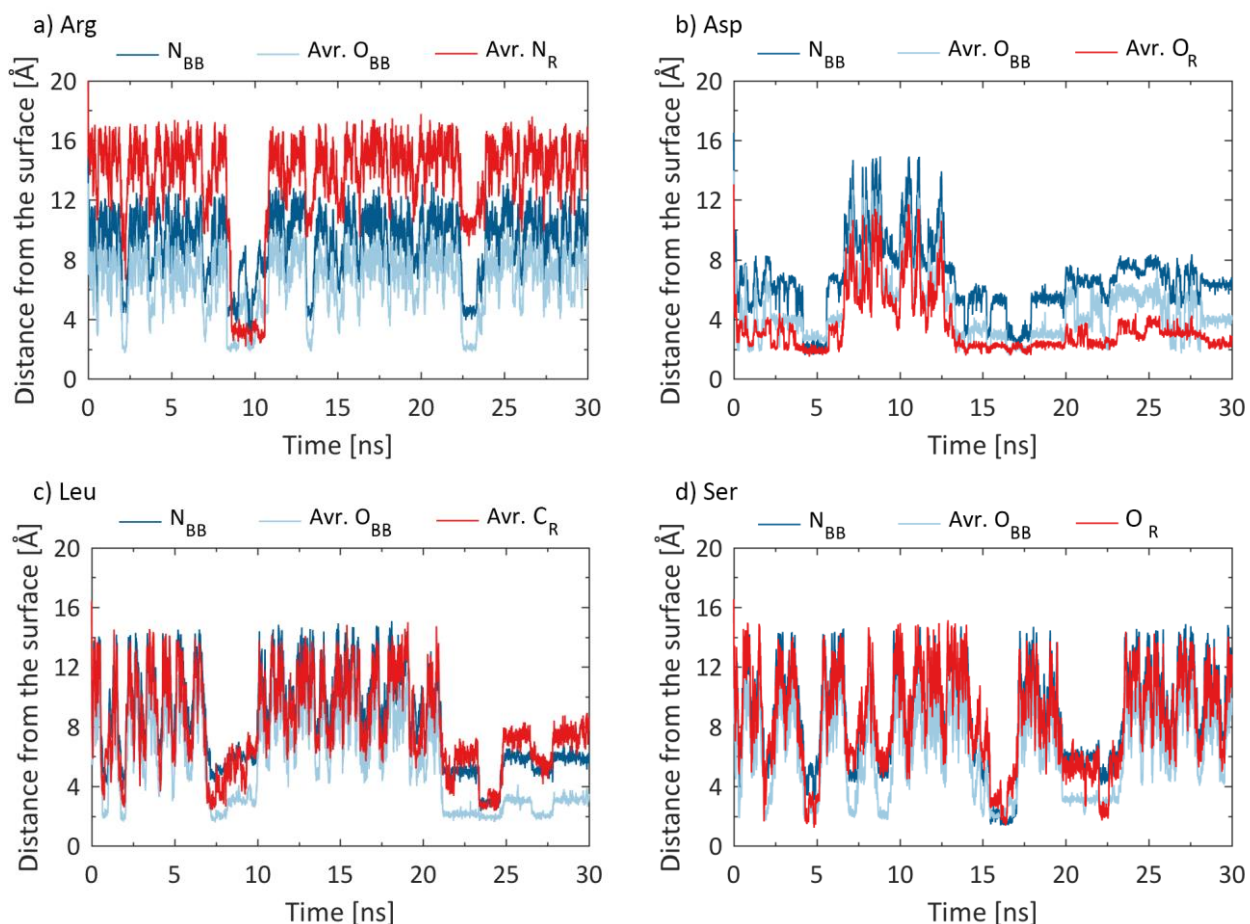 a) Arg
N_BB Avr. O_BB Avr. N_R
Distance from the surface [Å]
20
16
12
8
4
0
0 5 10 15 20 25 30
Time [ns]
b) Asp
N_BB Avr. O_BB Avr. O_R
Distance from the surface [Å]
20
16
12
8
4
0
0 5 10 15 20 25 30
Time [ns]
c) Leu
N_BB Avr. O_BB Avr. C_R
Distance from the surface [Å]
20
16
12
8
4
0
0 5 10 15 20 25 30
Time [ns]
d) Ser
N_BB Avr. O_BB O_R
Distance from the surface [Å]
20
16
12
8
4
0
0 5 10 15 20 25 30
Time [ns]